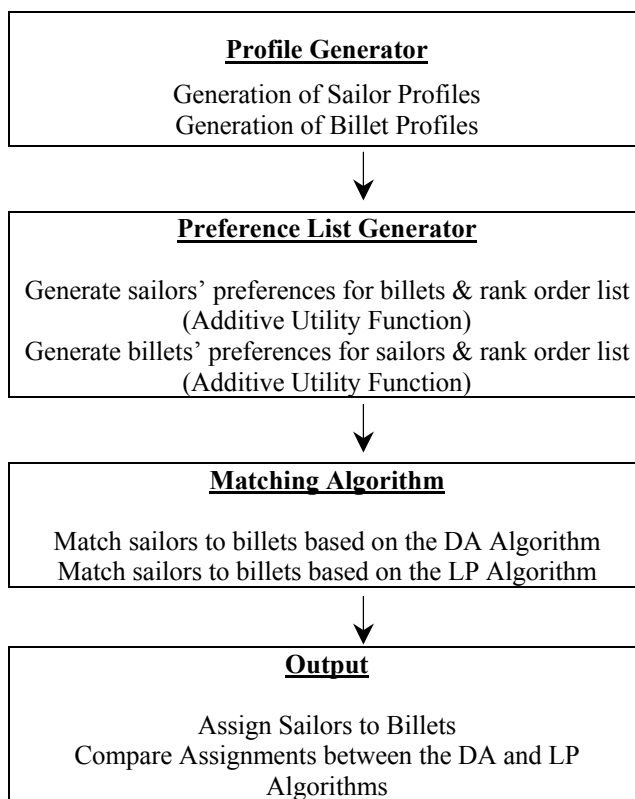 Profile Generator
Generation of Sailor Profiles
Generation of Billet Profiles
Preference List Generator
Generate sailors’ preferences for billets & rank order list
(Additive Utility Function)
Generate billets’ preferences for sailors & rank order list
(Additive Utility Function)
Matching Algorithm
Match sailors to billets based on the DA Algorithm
Match sailors to billets based on the LP Algorithm
Output
Assign Sailors to Billets
Compare Assignments between the DA and LP
Algorithms